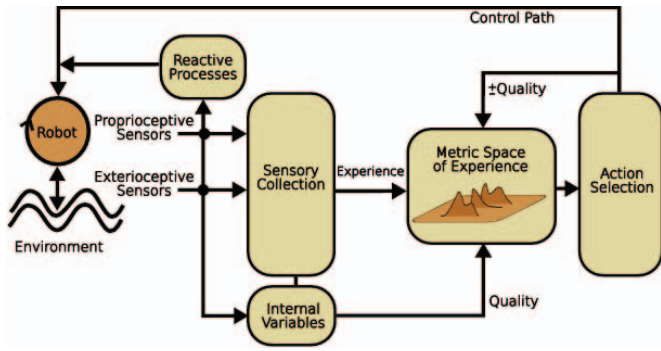 Control Path
Reactive
Processes
±Quality
Robot
Proprioceptive
Sensors
Exterioceptive
Sensors
Sensory
Collection
Experience
Metric Space
of Experience
Action
Selection
Environment
Internal
Variables
Quality